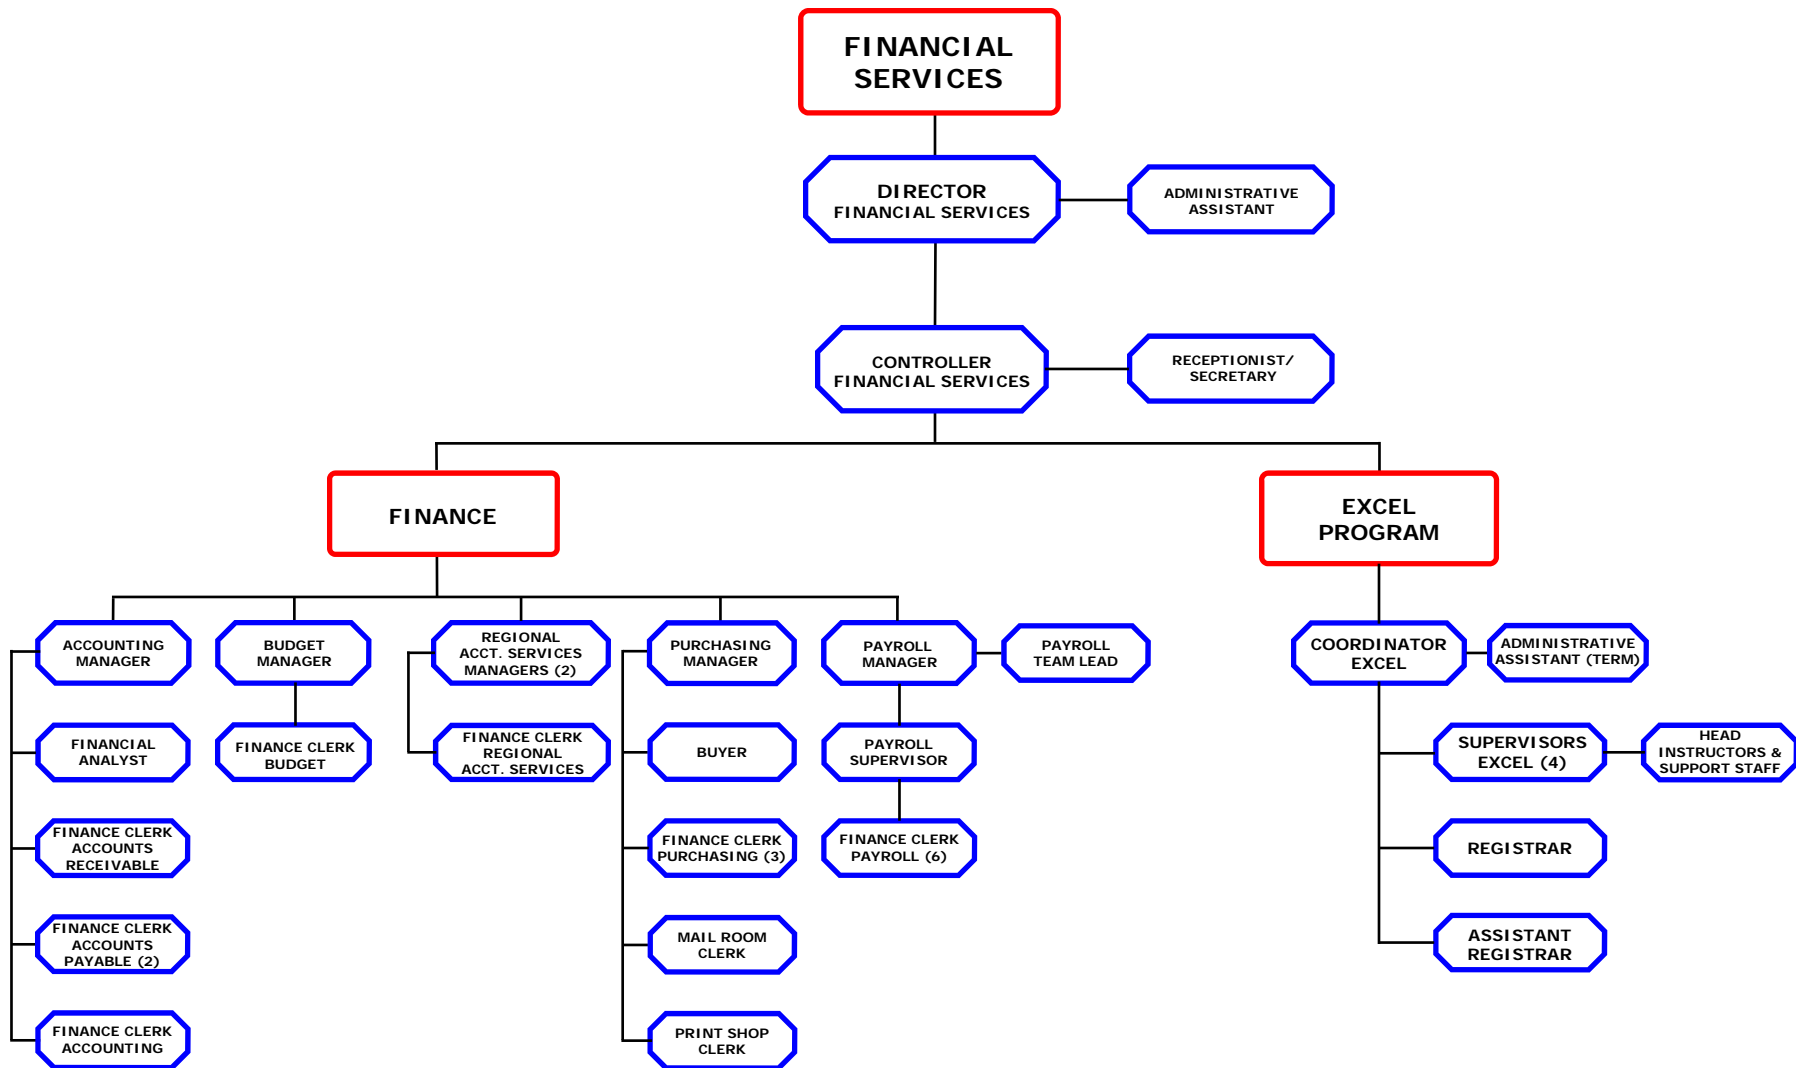 FINANCIAL
SERVICES
DIRECTOR
FINANCIAL SERVICES
ADMINISTRATIVE
ASSISTANT
CONTROLLER
FINANCIAL SERVICES
RECEPTIONIST/
SECRETARY
FINANCE
EXCEL
PROGRAM
ACCOUNTING
MANAGER
BUDGET
MANAGER
REGIONAL
ACCT. SERVICES
MANAGERS (2)
PURCHASING
MANAGER
PAYROLL
MANAGER
PAYROLL
TEAM LEAD
COORDINATOR
EXCEL
ADMINISTRATIVE
ASSISTANT (TERM)
FINANCIAL
ANALYST
FINANCE CLERK
BUDGET
FINANCE CLERK
REGIONAL
ACCT. SERVICES
BUYER
PAYROLL
SUPERVISOR
SUPERVISORS
EXCEL (4)
HEAD
INSTRUCTORS &
SUPPORT STAFF
FINANCE CLERK
ACCOUNTS
RECEIVABLE
FINANCE CLERK
PURCHASING (3)
FINANCE CLERK
PAYROLL (6)
REGISTRAR
FINANCE CLERK
ACCOUNTS
PAYABLE (2)
MAIL ROOM
CLERK
ASSISTANT
REGISTRAR
FINANCE CLERK
ACCOUNTING
PRINT SHOP
CLERK